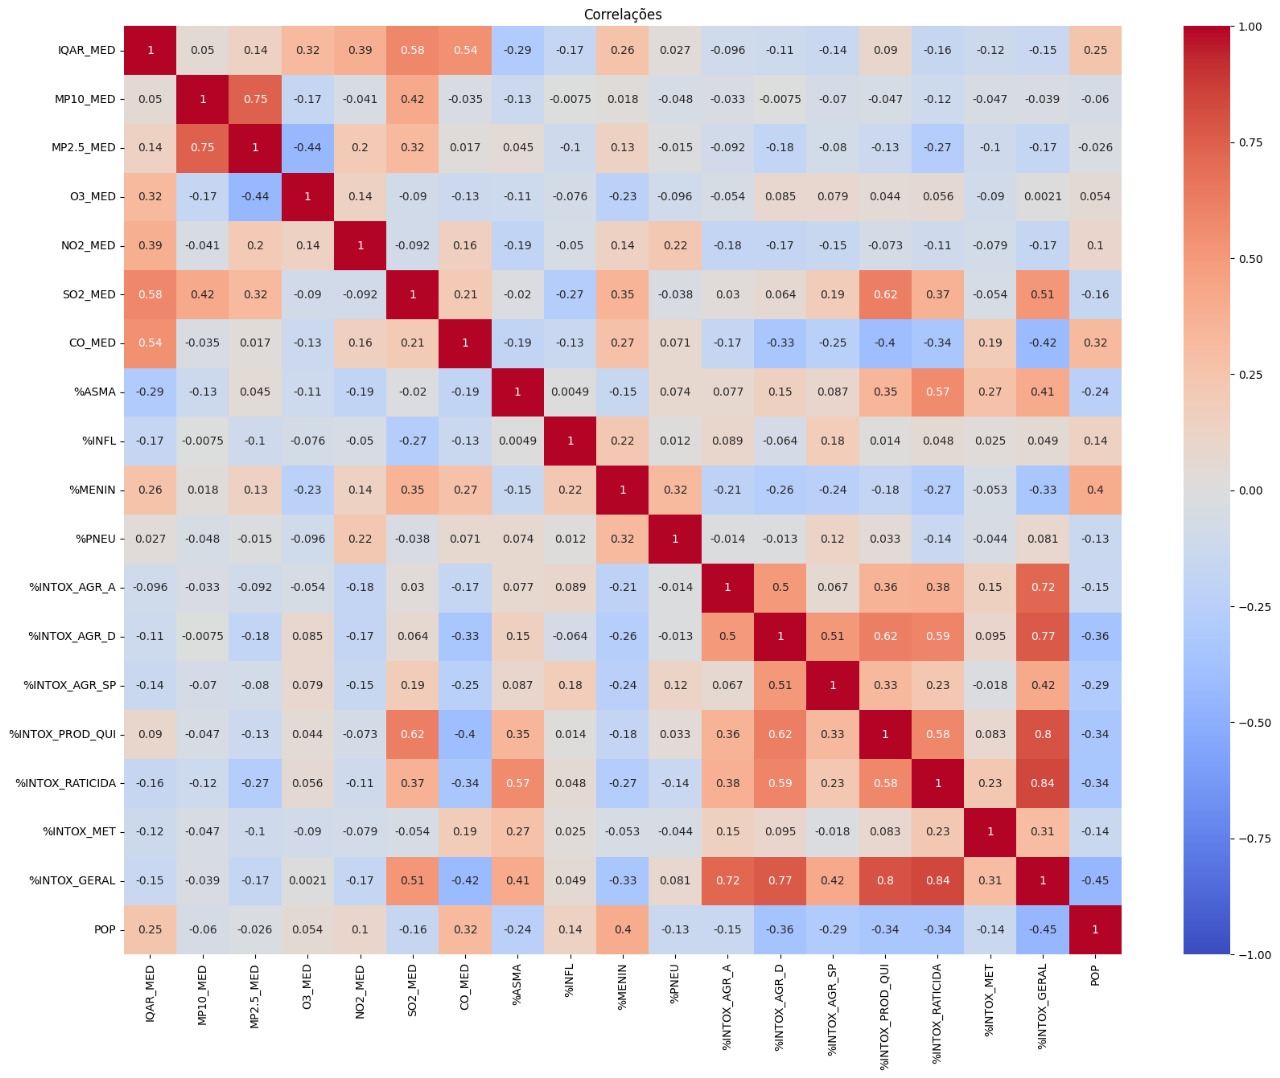 Correlações
IQAR_MED 1 0.05 0.14 0.32 0.39 0.58 0.54 -0.29 -0.17 0.26 0.027 -0.096 -0.11 -0.14 0.09 -0.16 -0.12 -0.15 0.25
MP10_MED 0.05 1 0.75 -0.17 -0.041 0.42 -0.035 -0.13 -0.0075 0.018 -0.048 -0.033 -0.0075 -0.07 -0.047 -0.12 -0.047 -0.039 -0.06
MP2.5_MED 0.14 0.75 1 -0.44 0.2 0.32 0.017 0.045 -0.1 0.13 -0.015 -0.092 -0.18 -0.08 -0.13 -0.27 -0.1 -0.17 -0.026
O3_MED 0.32 -0.17 -0.44 1 0.14 -0.09 -0.13 -0.11 -0.076 -0.23 -0.096 -0.054 0.085 0.079 0.044 0.056 -0.09 0.0021 0.054
NO2_MED 0.39 -0.041 0.2 0.14 1 -0.092 0.16 -0.19 -0.05 0.14 0.22 -0.18 -0.17 -0.15 -0.073 -0.11 -0.079 -0.17 0.1
SO2_MED 0.58 0.42 0.32 -0.09 -0.092 1 0.21 -0.02 -0.27 0.35 -0.038 0.03 0.064 0.19 0.62 0.37 -0.054 0.51 -0.16
CO_MED 0.54 -0.035 0.017 -0.13 0.16 0.21 1 -0.19 -0.13 0.27 0.071 -0.17 -0.33 -0.25 -0.4 -0.34 0.19 -0.42 0.32
%ASMA -0.29 -0.13 0.045 -0.11 -0.19 -0.02 -0.19 1 0.0049 -0.15 0.074 0.077 0.15 0.087 0.35 0.57 0.27 0.41 -0.24
%INFL -0.17 -0.0075 -0.1 -0.076 -0.05 -0.27 -0.13 0.0049 1 0.22 0.012 0.089 -0.064 0.18 0.014 0.048 0.025 0.049 0.14
%MENIN 0.26 0.018 0.13 -0.23 0.14 0.35 0.27 -0.15 0.22 1 0.32 -0.21 -0.26 -0.24 -0.18 -0.27 -0.053 -0.33 0.4
%PNEU 0.027 -0.048 -0.015 -0.096 0.22 -0.038 0.071 0.074 0.012 0.32 1 -0.014 -0.013 0.12 0.033 -0.14 -0.044 0.081 -0.13
%INTOX_AGR_A -0.096 -0.033 -0.092 -0.054 -0.18 0.03 -0.17 0.077 0.089 -0.21 -0.014 1 0.5 0.067 0.36 0.38 0.15 0.72 -0.15
%INTOX_AGR_D -0.11 -0.0075 -0.18 0.085 -0.17 0.064 -0.33 0.15 -0.064 -0.26 -0.013 0.5 1 0.51 0.62 0.59 0.095 0.77 -0.36
%INTOX_AGR_SP -0.14 -0.07 -0.08 0.079 -0.15 0.19 -0.25 0.087 0.18 -0.24 0.12 0.067 0.51 1 0.33 0.23 -0.018 0.42 -0.29
%INTOX_PROD_QUI 0.09 -0.047 -0.13 0.044 -0.073 0.62 -0.4 0.35 0.014 -0.18 0.033 0.36 0.62 0.33 1 0.58 0.083 0.8 -0.34
%INTOX_RATICIDA -0.16 -0.12 -0.27 0.056 -0.11 0.37 -0.34 0.57 0.048 -0.27 -0.14 0.38 0.59 0.23 0.58 1 0.23 0.84 -0.34
%INTOX_MET -0.12 -0.047 -0.1 -0.09 -0.079 -0.054 0.19 0.27 0.025 -0.053 -0.044 0.15 0.095 -0.018 0.083 0.23 1 0.31 -0.14
%INTOX_GERAL -0.15 -0.039 -0.17 0.0021 -0.17 0.51 -0.42 0.41 0.049 -0.33 0.081 0.72 0.77 0.42 0.8 0.84 0.31 1 -0.45
POP 0.25 -0.06 -0.026 0.054 0.1 -0.16 0.32 -0.24 0.14 0.4 -0.13 -0.15 -0.36 -0.29 -0.34 -0.34 -0.14 -0.45 1
IQAR_MED
MP10_MED
MP2.5_MED
O3_MED
NO2_MED
SO2_MED
CO_MED
%ASMA
%INFL
%MENIN
%PNEU
%INTOX_AGR_A
%INTOX_AGR_D
%INTOX_AGR_SP
%INTOX_PROD_QUI
%INTOX_RATICIDA
%INTOX_MET
%INTOX_GERAL
POP
1.00
0.75
0.50
0.25
0.00
−0.25
−0.50
−0.75
−1.00